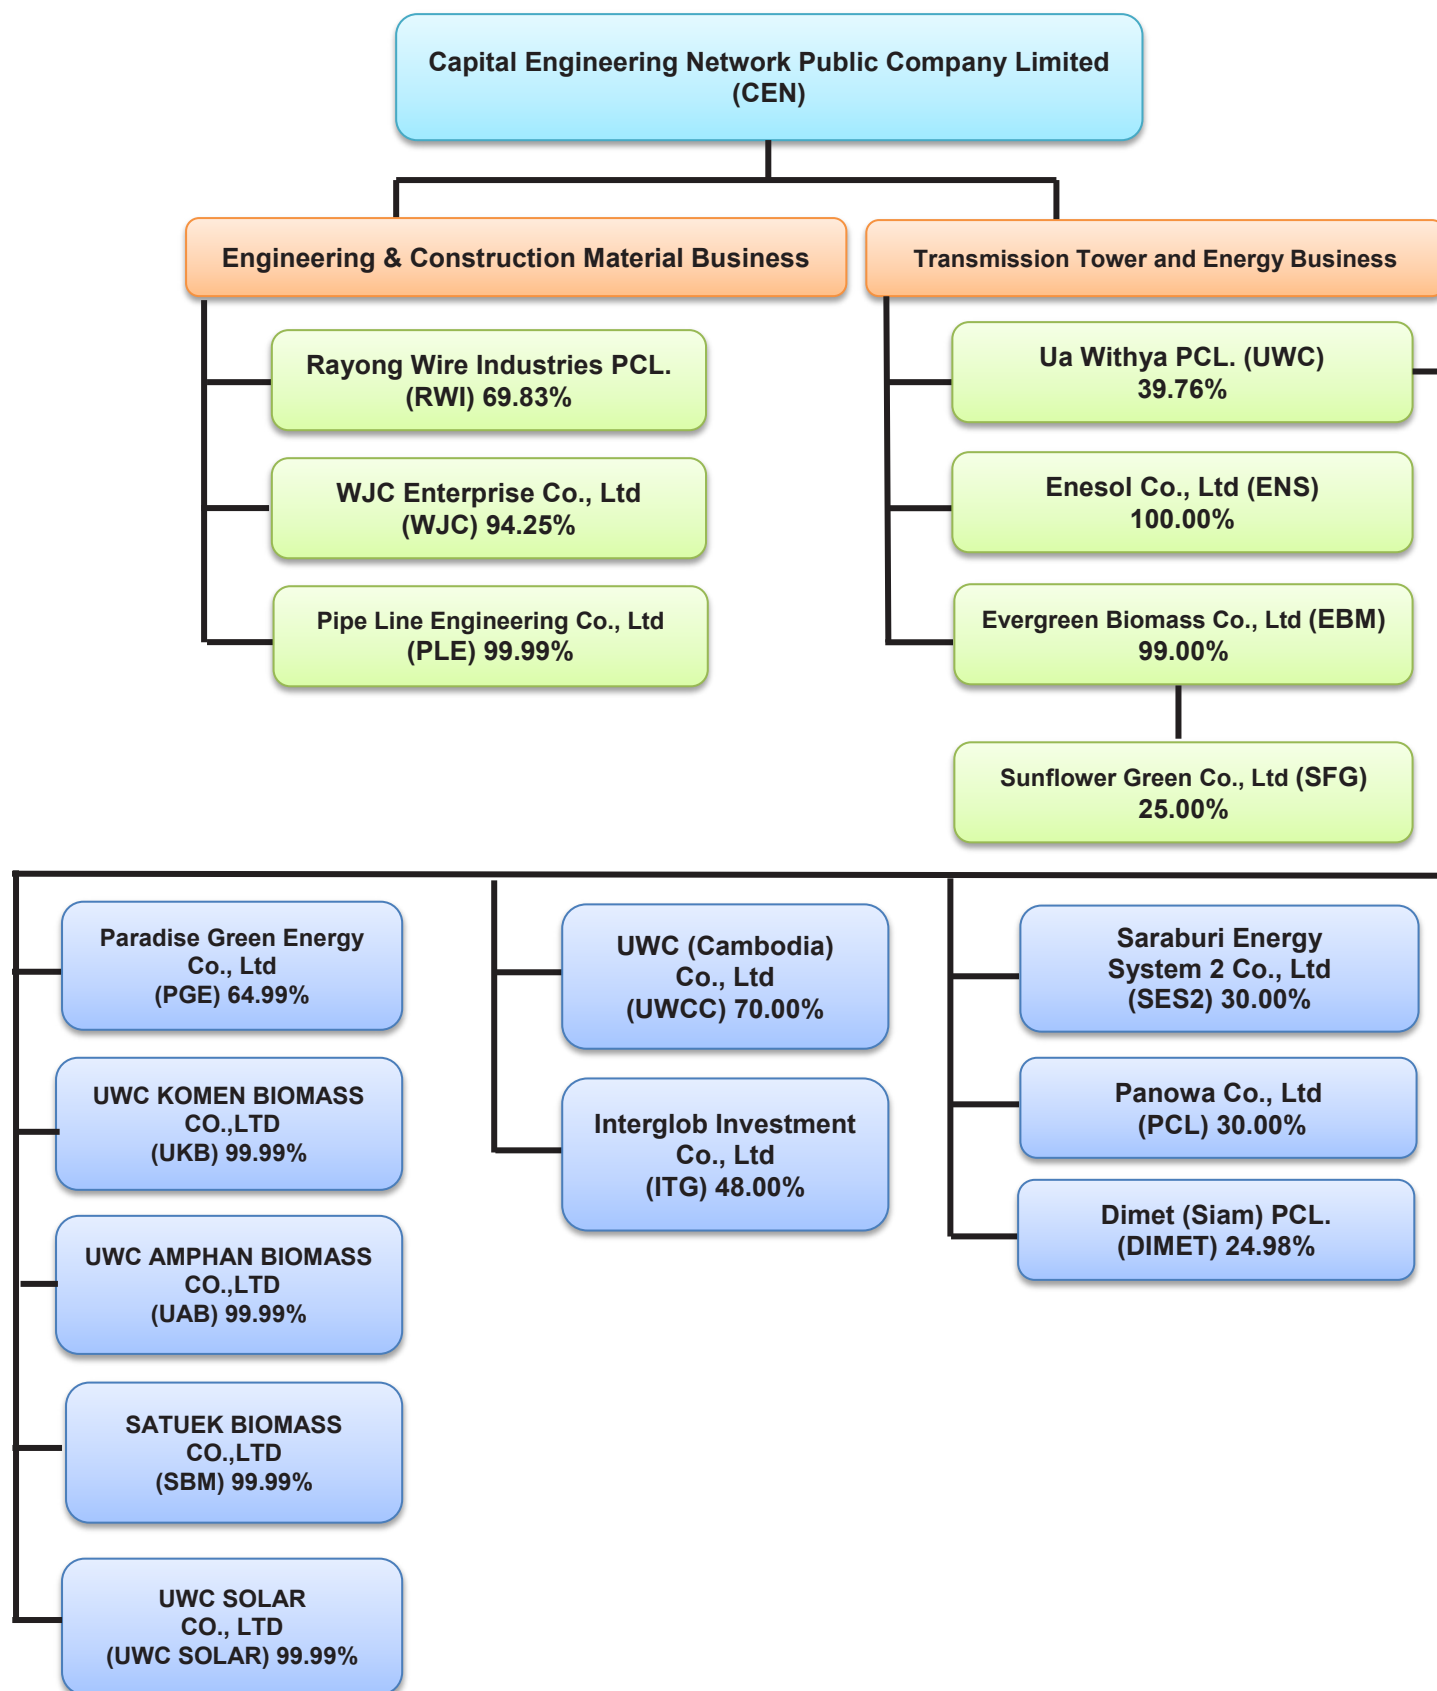 Capital Engineering Network Public Company Limited
(CEN)
Engineering & Construction Material Business
Transmission Tower and Energy Business
Rayong Wire Industries PCL.
(RWI) 69.83%
WJC Enterprise Co., Ltd
(WJC) 94.25%
Pipe Line Engineering Co., Ltd
(PLE) 99.99%
Ua Withya PCL. (UWC)
39.76%
Enesol Co., Ltd (ENS)
100.00%
Evergreen Biomass Co., Ltd (EBM)
99.00%
Sunflower Green Co., Ltd (SFG)
25.00%
Paradise Green Energy
Co., Ltd
(PGE) 64.99%
UWC KOMEN BIOMASS
CO.,LTD
(UKB) 99.99%
UWC AMPHAN BIOMASS
CO.,LTD
(UAB) 99.99%
SATUEK BIOMASS
CO.,LTD
(SBM) 99.99%
UWC SOLAR
CO., LTD
(UWC SOLAR) 99.99%
UWC (Cambodia)
Co., Ltd
(UWCC) 70.00%
Interglob Investment
Co., Ltd
(ITG) 48.00%
Saraburi Energy
System 2 Co., Ltd
(SES2) 30.00%
Panowa Co., Ltd
(PCL) 30.00%
Dimet (Siam) PCL.
(DIMET) 24.98%